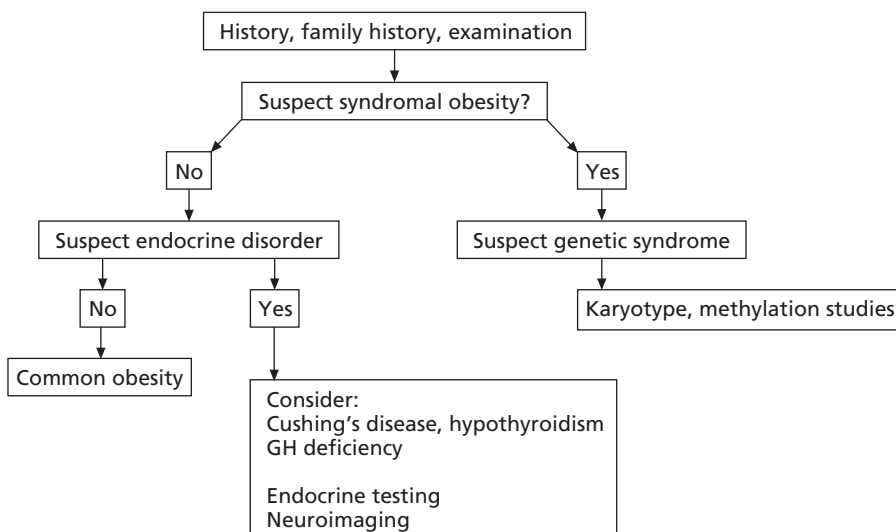 History, family history, examination
Suspect syndromal obesity?
No
Yes
Suspect endocrine disorder
Suspect genetic syndrome
No
Yes
Karyotype, methylation studies
Common obesity
Consider:
Cushing's disease, hypothyroidism
GH deficiency
Endocrine testing
Neuroimaging